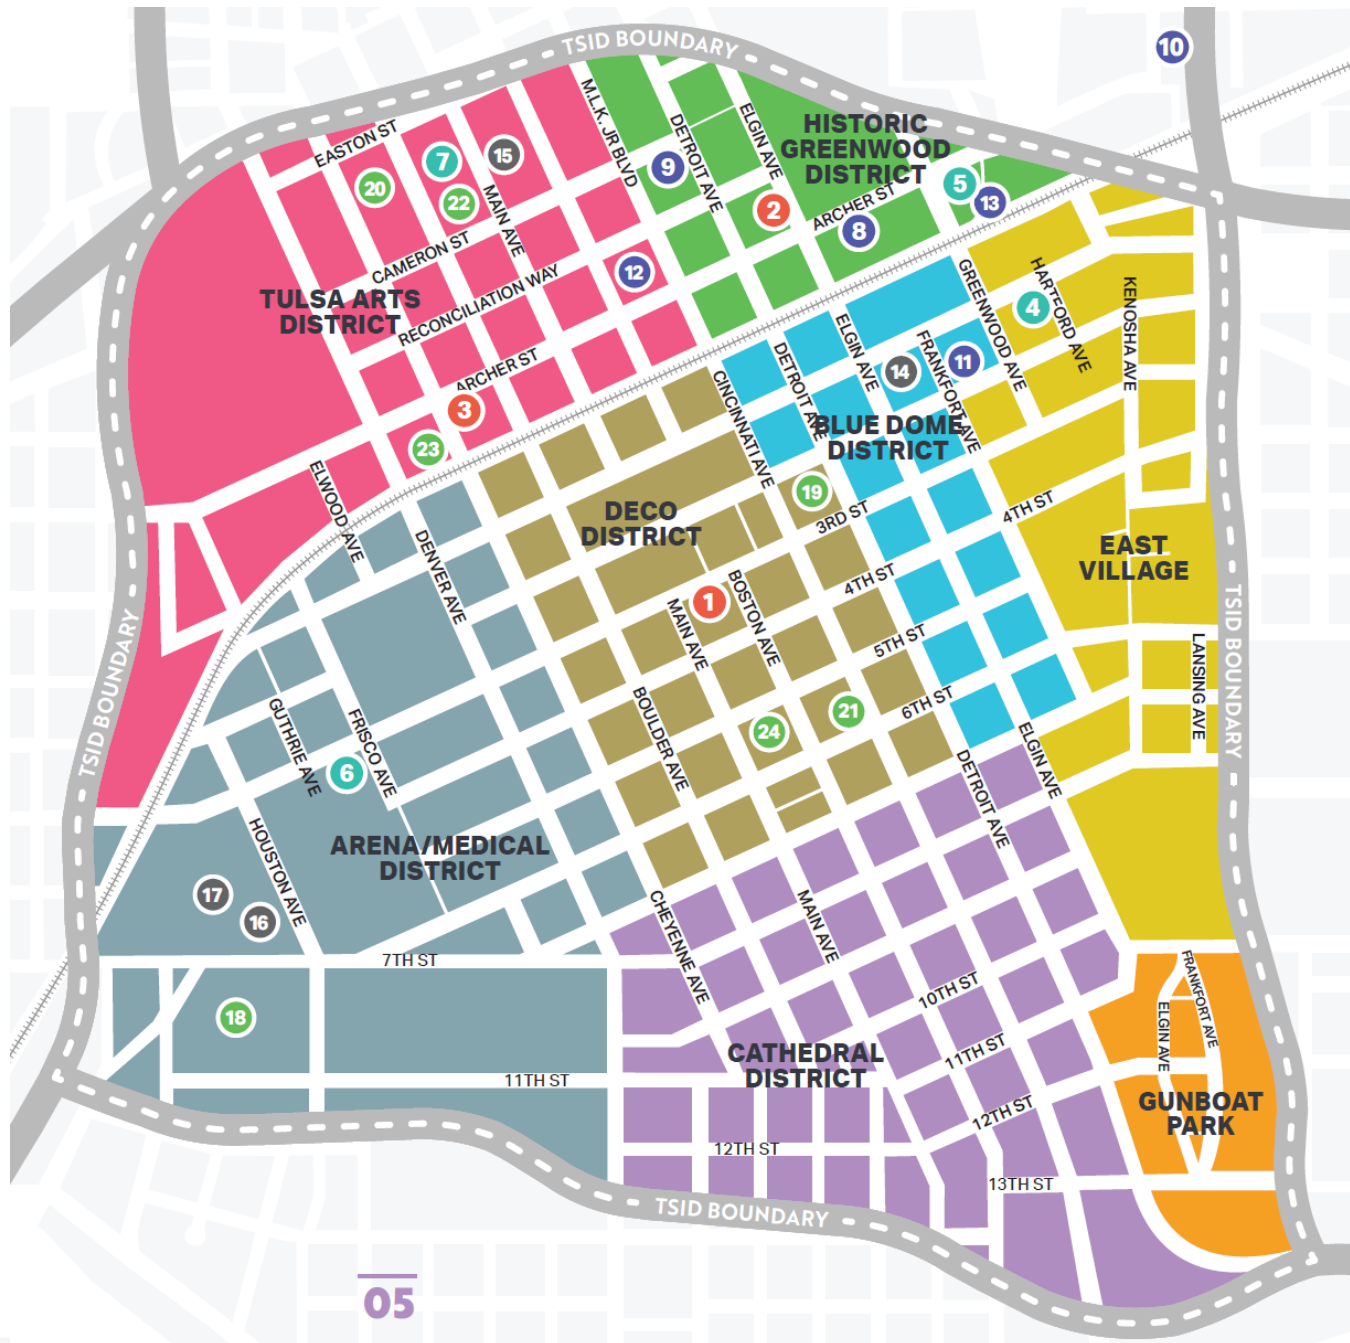 TSID BOUNDARY
10
M.L.K. JR BLVD
EASTON ST
7
15
20
22
MAIN AVE
DETROIT AVE
ELGIN AVE
9
HISTORIC
GREENWOOD
DISTRICT
2
ARCHER ST
8
5
13
CAMERON ST
12
TULSA ARTS
DISTRICT
RECONCILIATION WAY
ARCHER ST
3
23
GREENWOOD AVE
HARTFORD AVE
4
KENOSHA AVE
ELGIN AVE
FRANKFORT AVE
14
11
DETROIT AVE
CINCINNATI AVE
BLUE DOME
DISTRICT
ELWOOD AVE
DENVER AVE
DECO
DISTRICT
19
3RD ST
4TH ST
EAST
VILLAGE
4TH ST
1
BOSTON AVE
MAIN AVE
5TH ST
TSID BOUNDARY
TSID BOUNDARY
LANSING AVE
6TH ST
21
24
BOULDER AVE
GUTHRIE AVE
FRISCO AVE
6
DETROIT AVE
ELGIN AVE
HOUSTON AVE
ARENA/MEDICAL
DISTRICT
17
16
CHEYENNE AVE
MAIN AVE
7TH ST
10TH ST
FRANKFORT AVE
ELGIN AVE
18
11TH ST
CATHEDRAL
DISTRICT
11TH ST
GUNBOAT
PARK
12TH ST
12TH ST
13TH ST
TSID BOUNDARY
05